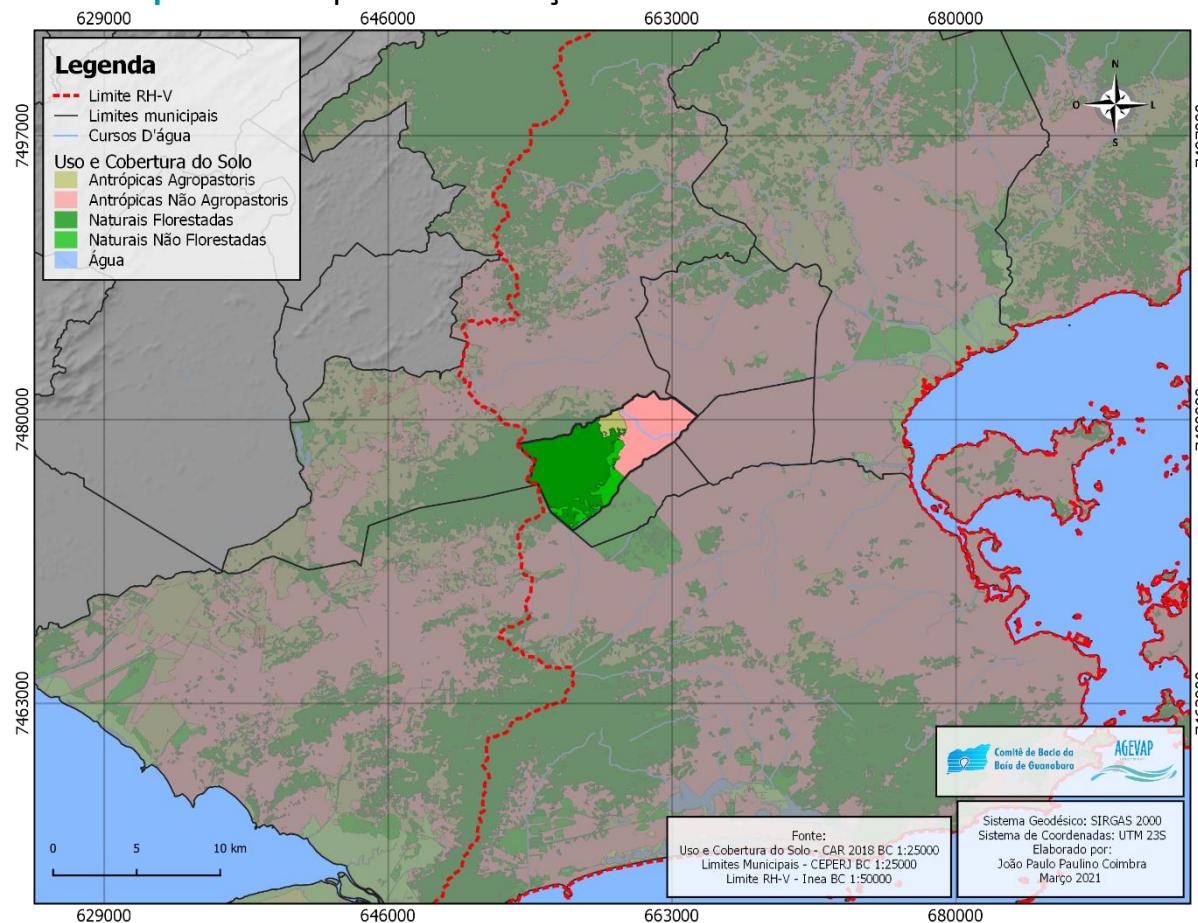 629000
646000
663000
680000
Legenda
Limite RH-V
Limites municipais
Cursos D'água
Uso e Cobertura do Solo
Antrópicas Agropastoris
Antrópicas Não Agropastoris
Naturais Florestadas
Naturais Não Florestadas
Água
N
O
L
S
7497000
7480000
7463000
Comitê de Bacia da
Baía de Guanabara
AGEVAP
Fonte:
Uso e Cobertura do Solo - CAR 2018 BC 1:25000
Limites Municipais - CEPERJ BC 1:25000
Limite RH-V - Inea BC 1:50000
Sistema Geodésico: SIRGAS 2000
Sistema de Coordenadas: UTM 23S
Elaborado por:
João Paulo Paulino Coimbra
Março 2021
0 5 10 km
629000
646000
663000
680000